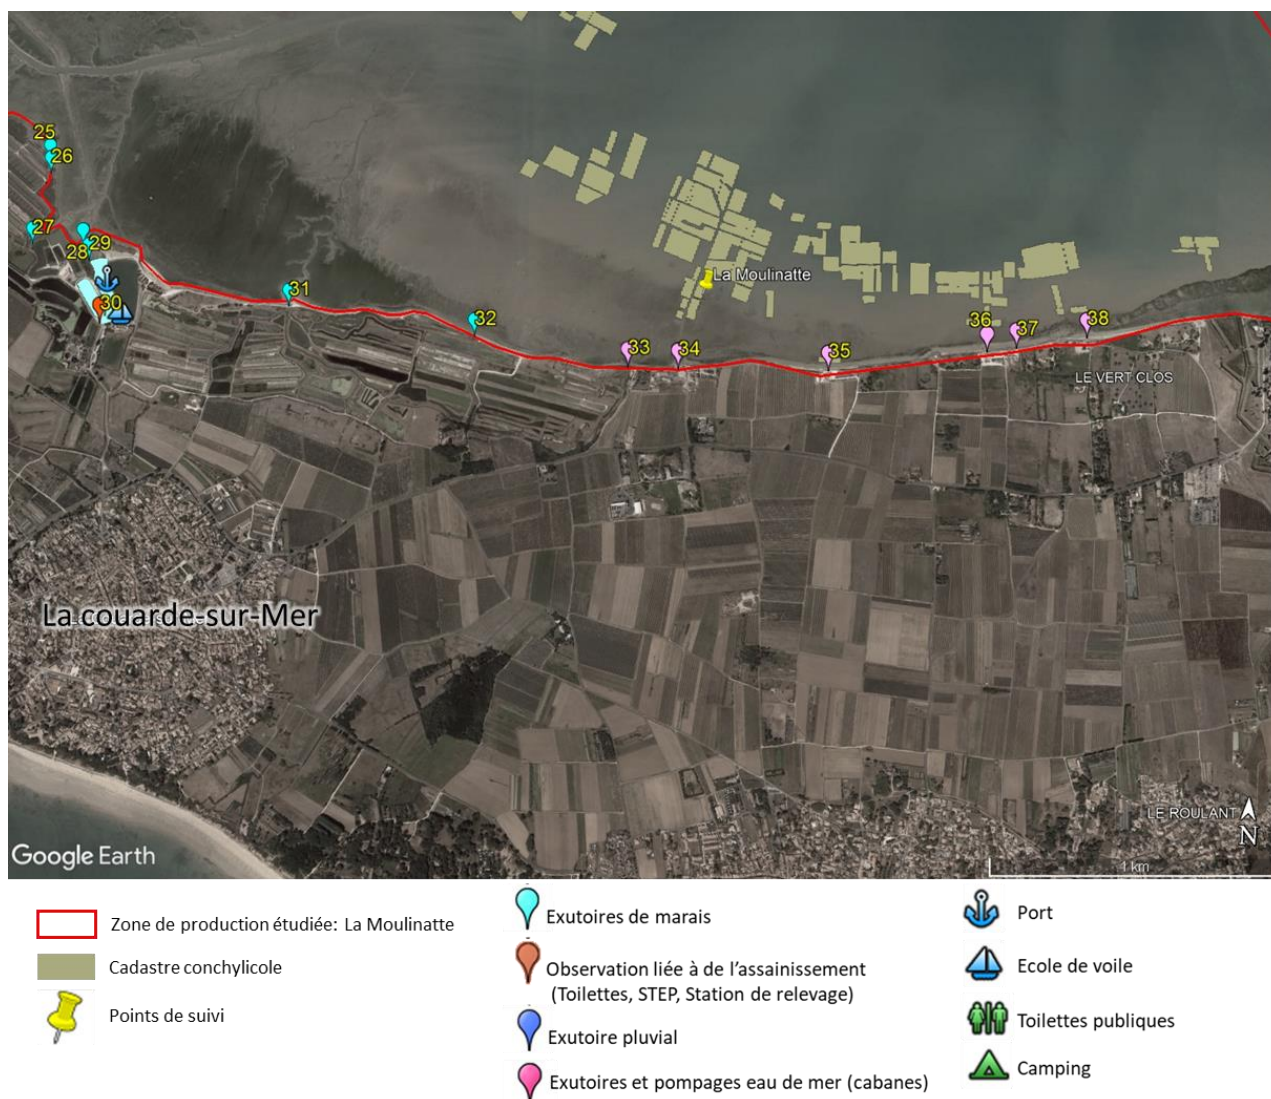 25
26
27
28
29
30
31
32
33
34
35
36
37
38
La Moulinatte
LE VERT CLOS
La couarde-sur-Mer
LE ROULANT
N
Google Earth
1 km
Zone de production étudiée: La Moulinatte
Cadastre conchylicole
Points de suivi
Exutoires de marais
Observation liée à de l'assainissement
(Toilettes, STEP, Station de relevage)
Exutoire pluvial
Exutoires et pompages eau de mer (cabanes)
Port
Ecole de voile
Toilettes publiques
Camping